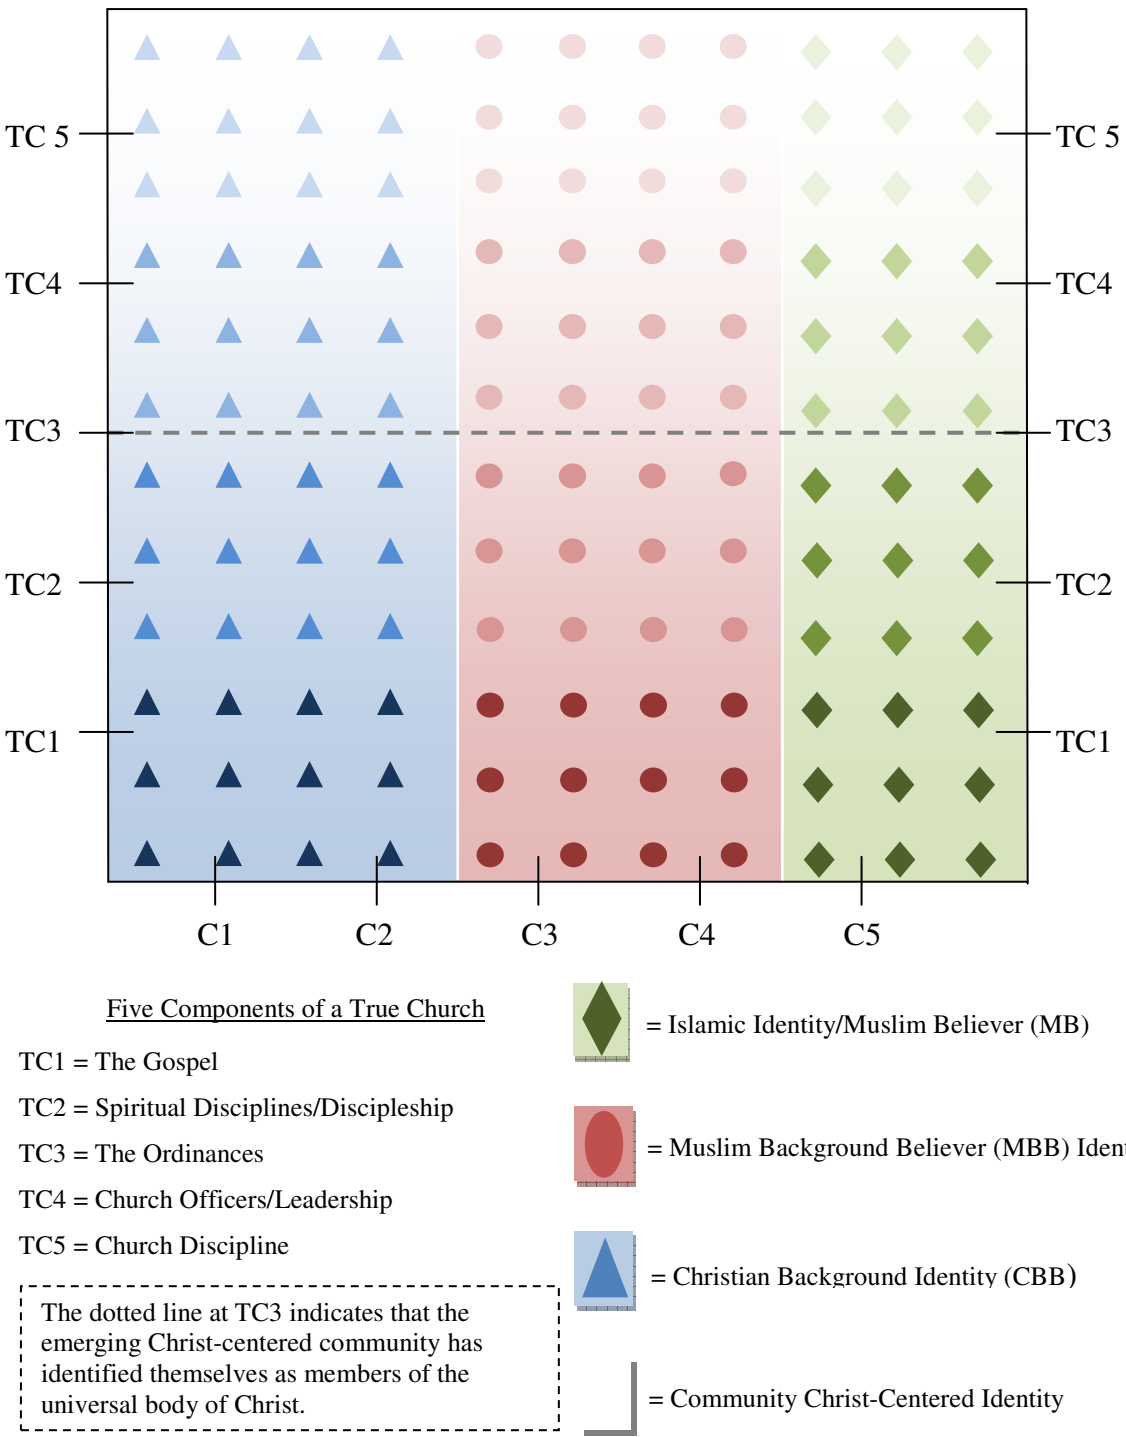 TC 5 TC 5
TC4 TC4
TC3 TC3
TC2 TC2
TC1 TC1
C1 C2 C3 C4 C5
Five Components of a True Church
TC1 = The Gospel
TC2 = Spiritual Disciplines/Discipleship
TC3 = The Ordinances
TC4 = Church Officers/Leadership
TC5 = Church Discipline
The dotted line at TC3 indicates that the
emerging Christ-centered community has
identified themselves as members of the
universal body of Christ.
= Islamic Identity/Muslim Believer (MB)
= Muslim Background Believer (MBB)
= Christian Background Identity (CBB)
= Community Christ-Centered Identity